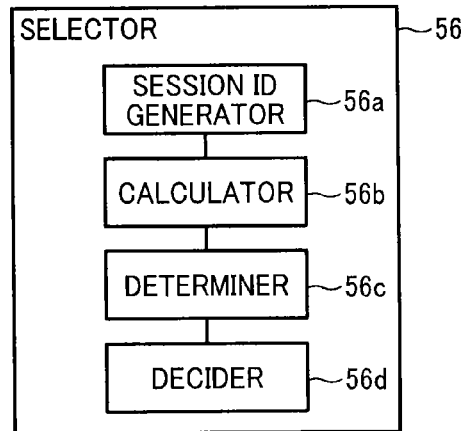 SELECTOR
56
SESSION ID
GENERATOR
56a
CALCULATOR
56b
DETERMINER
56c
DECIDER
56d